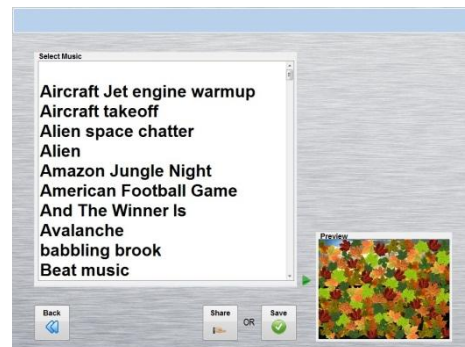 Select Music
Aircraft Jet engine warmup
Aircraft takeoff
Alien space chatter
Alien
Amazon Jungle Night
American Football Game
And The Winner Is
Avalanche
babbling brook
Beat music
Preview
Back
Share
OR
Save